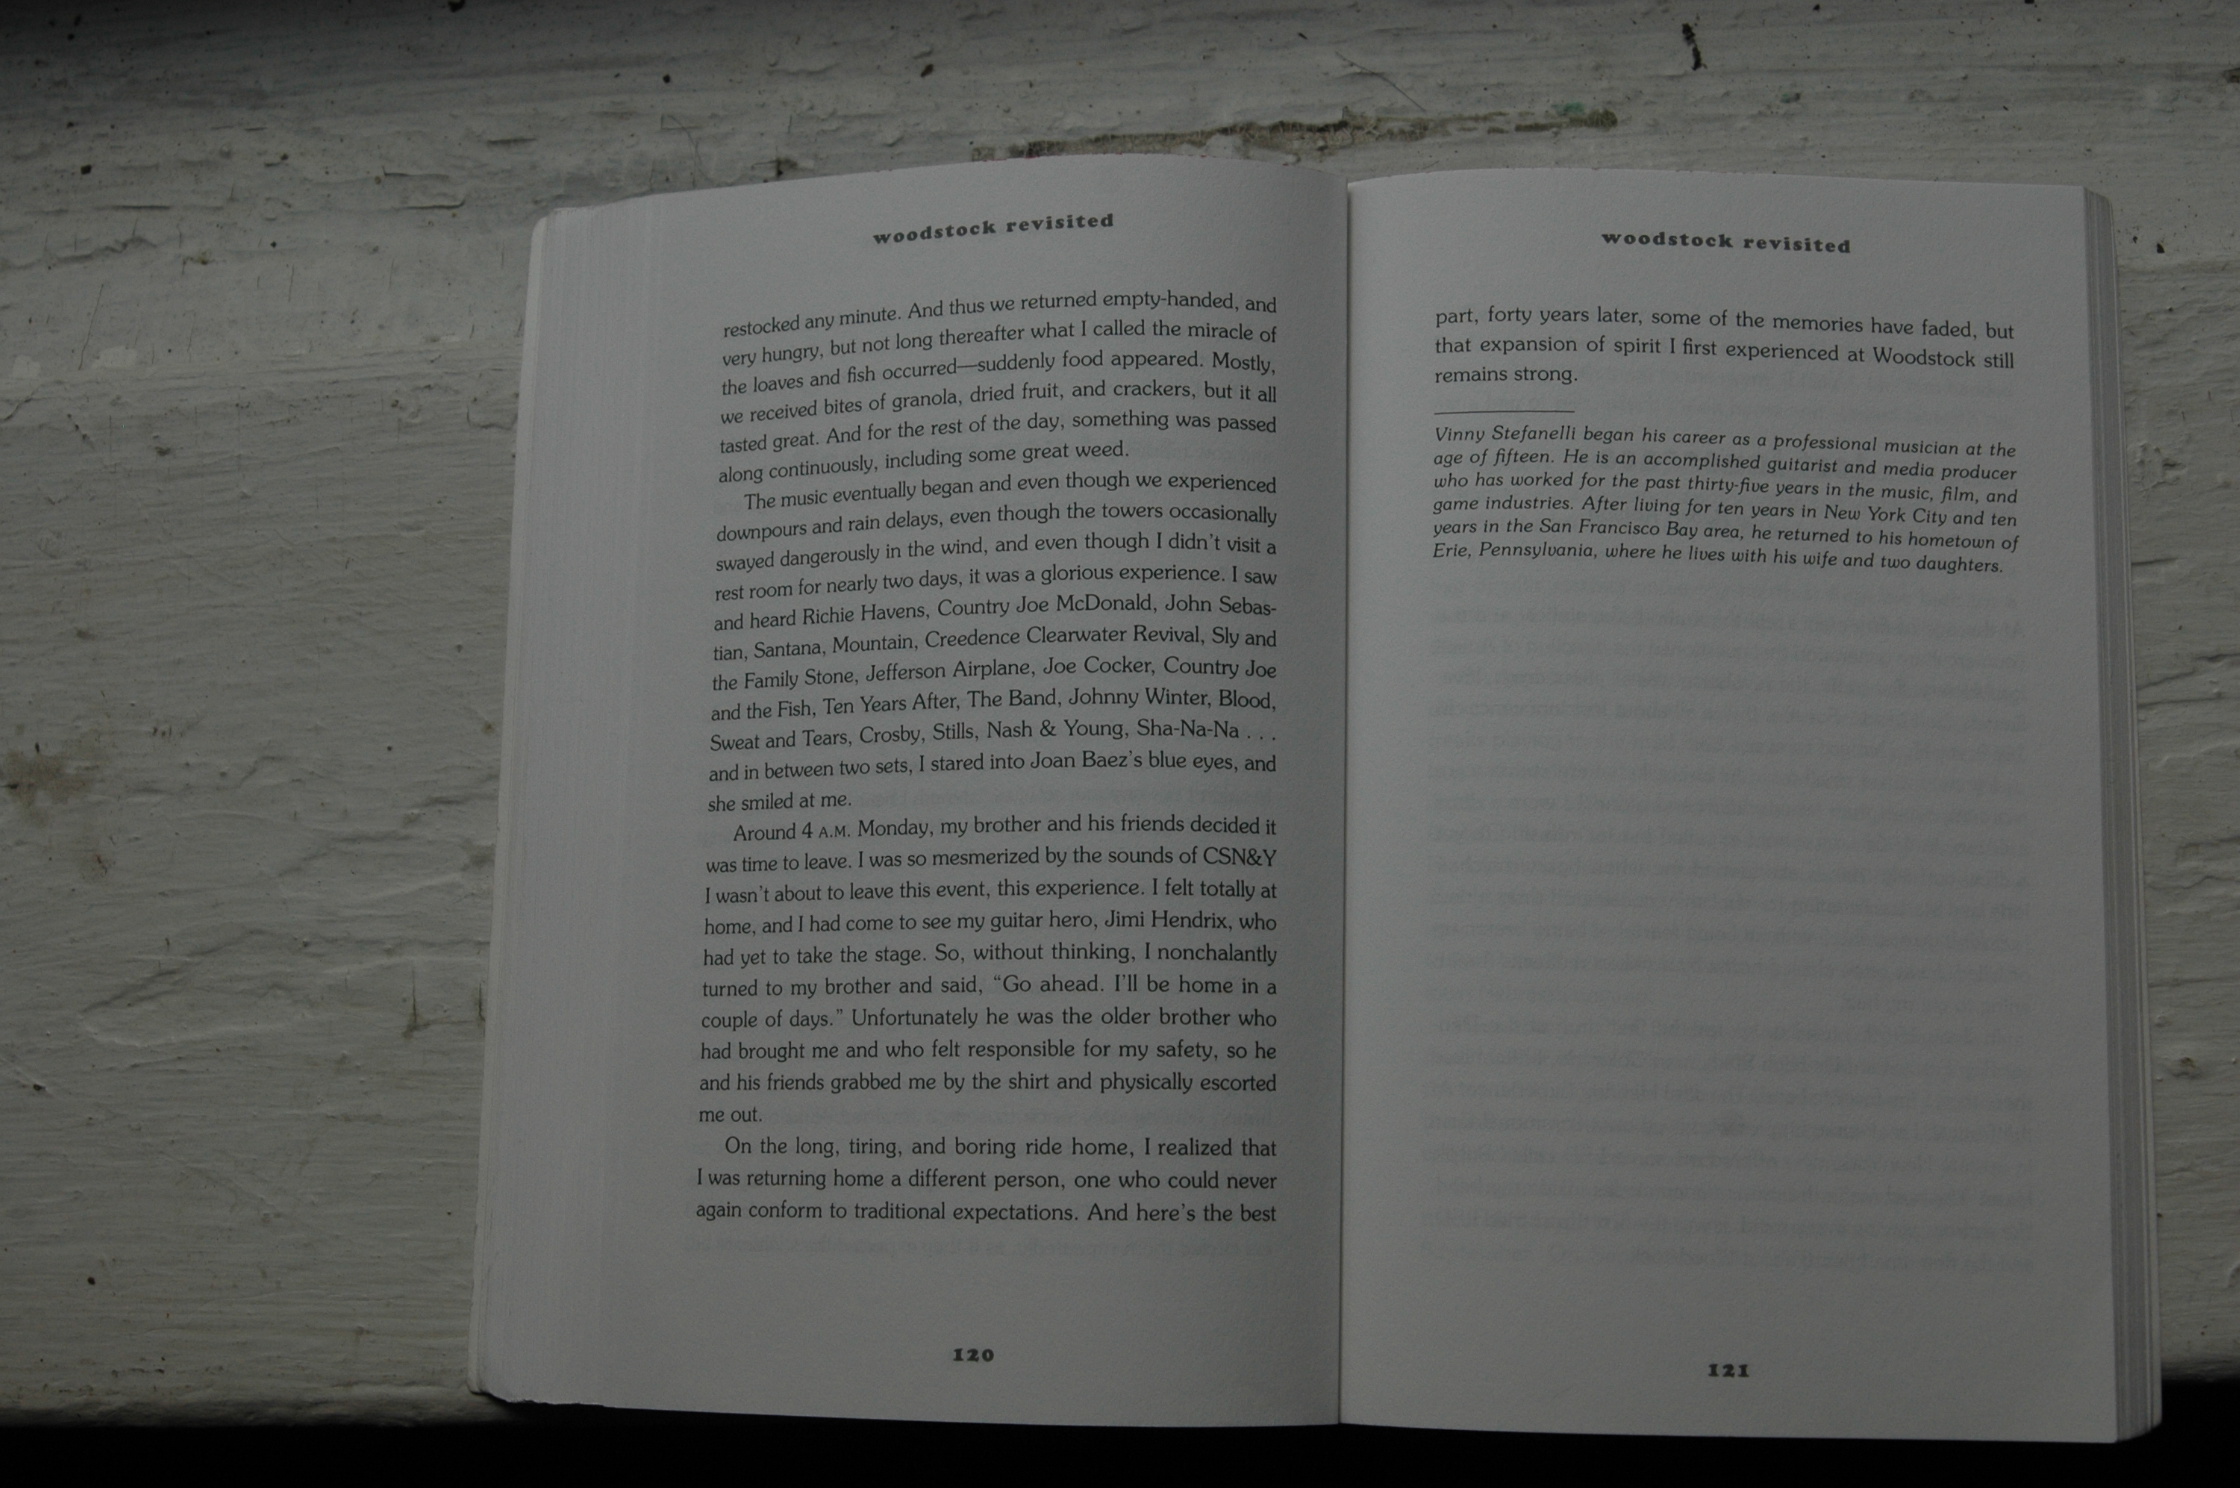 woodstock revisited
restocked any minute. And thus we returned empty-handed, and
very hungry, but not long thereafter what I called the miracle of
the loaves and fish occurred—suddenly food appeared. Mostly,
we received bites of granola, dried fruit, and crackers, but it all
tasted great. And for the rest of the day, something was passed
along continuously, including some great weed.
The music eventually began and even though we experienced
downpours and rain delays, even though the towers occasionally
swayed dangerously in the wind, and even though I didn't visit a
rest room for nearly two days, it was a glorious experience. I saw
and heard Richie Havens, Country Joe McDonald, John Sebas-
tian, Santana, Mountain, Creedence Clearwater Revival, Sly and
the Family Stone, Jefferson Airplane, Joe Cocker, Country Joe
and the Fish, Ten Years After, The Band, Johnny Winter, Blood,
Sweat and Tears, Crosby, Stills, Nash & Young, Sha-Na-Na . . .
and in between two sets, I stared into Joan Baez's blue eyes, and
she smiled at me.
Around 4 A.M. Monday, my brother and his friends decided it
was time to leave. I was so mesmerized by the sounds of CSN&Y
I wasn't about to leave this event, this experience. I felt totally at
home, and I had come to see my guitar hero, Jimi Hendrix, who
had yet to take the stage. So, without thinking, I nonchalantly
turned to my brother and said, “Go ahead. I'll be home in a
couple of days.” Unfortunately he was the older brother who
had brought me and who felt responsible for my safety, so he
and his friends grabbed me by the shirt and physically escorted
me out.
On the long, tiring, and boring ride home, I realized that
I was returning home a different person, one who could never
again conform to traditional expectations. And here's the best
120
woodstock revisited
part, forty years later, some of the memories have faded, but
that expansion of spirit I first experienced at Woodstock still
remains strong.
Vinny Stefanelli began his career as a professional musician at the
age of fifteen. He is an accomplished guitarist and media producer
who has worked for the past thirty-five years in the music, film, and
game industries. After living for ten years in New York City and ten
years in the San Francisco Bay area, he returned to his hometown of
Erie, Pennsylvania, where he lives with his wife and two daughters.
121